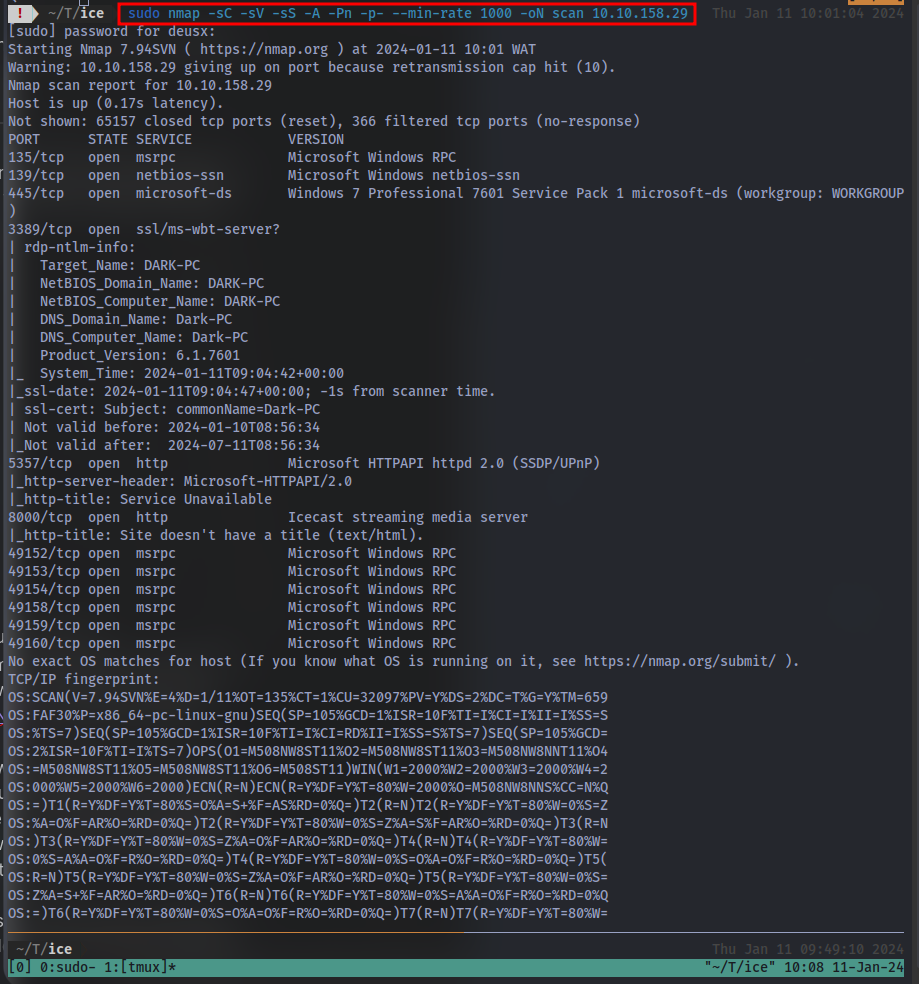 ! ~/T/ice sudo nmap -sC -sV -sS -A -Pn -p- --min-rate 1000 -oN scan 10.10.158.29 Thu Jan 11 10:01:04 2024
[sudo] password for deusx:
Starting Nmap 7.94SVN ( https://nmap.org ) at 2024-01-11 10:01 WAT
Warning: 10.10.158.29 giving up on port because retransmission cap hit (10).
Nmap scan report for 10.10.158.29
Host is up (0.17s latency).
Not shown: 65157 closed tcp ports (reset), 366 filtered tcp ports (no-response)
PORT STATE SERVICE VERSION
135/tcp open msrpc Microsoft Windows RPC
139/tcp open netbios-ssn Microsoft Windows netbios-ssn
445/tcp open microsoft-ds Windows 7 Professional 7601 Service Pack 1 microsoft-ds (workgroup: WORKGROUP
)
3389/tcp open ssl/ms-wbt-server?
| rdp-ntlm-info:
| Target_Name: DARK-PC
| NetBIOS_Domain_Name: DARK-PC
| NetBIOS_Computer_Name: DARK-PC
| DNS_Domain_Name: Dark-PC
| DNS_Computer_Name: Dark-PC
| Product_Version: 6.1.7601
|_ System_Time: 2024-01-11T09:04:42+00:00
|_ssl-date: 2024-01-11T09:04:47+00:00; -1s from scanner time.
| ssl-cert: Subject: commonName=Dark-PC
| Not valid before: 2024-01-10T08:56:34
|_Not valid after: 2024-07-11T08:56:34
5357/tcp open http Microsoft HTTPAPI httpd 2.0 (SSDP/UPnP)
|_http-server-header: Microsoft-HTTPAPI/2.0
|_http-title: Service Unavailable
8000/tcp open http Icecast streaming media server
|_http-title: Site doesn't have a title (text/html).
49152/tcp open msrpc Microsoft Windows RPC
49153/tcp open msrpc Microsoft Windows RPC
49154/tcp open msrpc Microsoft Windows RPC
49158/tcp open msrpc Microsoft Windows RPC
49159/tcp open msrpc Microsoft Windows RPC
49160/tcp open msrpc Microsoft Windows RPC
No exact OS matches for host (If you know what OS is running on it, see https://nmap.org/submit/ ).
TCP/IP fingerprint:
OS:SCAN(V=7.94SVN%E=4%D=1/11%OT=135%CT=1%CU=32097%PV=Y%DS=2%DC=T%G=Y%TM=659
OS:FAF30%P=x86_64-pc-linux-gnu)SEQ(SP=105%GCD=1%ISR=10F%TI=I%CI=I%II=I%SS=S
OS:%TS=7)SEQ(SP=105%GCD=1%ISR=10F%TI=I%CI=RD%II=I%SS=S%TS=7)SEQ(SP=105%GCD=
OS:2%ISR=10F%TI=I%TS=7)OPS(O1=M508NW8ST11%O2=M508NW8ST11%O3=M508NW8NNT11%O4
OS:=M508NW8ST11%O5=M508NW8ST11%O6=M508ST11)WIN(W1=2000%W2=2000%W3=2000%W4=2
OS:000%W5=2000%W6=2000)ECN(R=N)ECN(R=Y%DF=Y%T=80%W=2000%O=M508NW8NNS%CC=N%Q
OS:=)T1(R=Y%DF=Y%T=80%S=O%A=S+%F=AS%RD=0%Q=)T2(R=N)T2(R=Y%DF=Y%T=80%W=0%S=Z
OS:%A=O%F=AR%O=%RD=0%Q=)T2(R=Y%DF=Y%T=80%W=0%S=Z%A=S%F=AR%O=%RD=0%Q=)T3(R=N
OS:)T3(R=Y%DF=Y%T=80%W=0%S=Z%A=O%F=AR%O=%RD=0%Q=)T4(R=N)T4(R=Y%DF=Y%T=80%W=
OS:0%S=A%A=O%F=R%O=%RD=0%Q=)T4(R=Y%DF=Y%T=80%W=0%S=O%A=O%F=R%O=%RD=0%Q=)T5(
OS:R=N)T5(R=Y%DF=Y%T=80%W=0%S=Z%A=O%F=AR%O=%RD=0%Q=)T5(R=Y%DF=Y%T=80%W=0%S=
OS:Z%A=S+%F=AR%O=%RD=0%Q=)T6(R=N)T6(R=Y%DF=Y%T=80%W=0%S=A%A=O%F=R%O=%RD=0%Q
OS:=)T6(R=Y%DF=Y%T=80%W=0%S=O%A=O%F=R%O=%RD=0%Q=)T7(R=N)T7(R=Y%DF=Y%T=80%W=
~/T/ice Thu Jan 11 09:49:10 2024
[0] 0:sudo- 1:[tmux]* "~/T/ice" 10:08 11-Jan-24